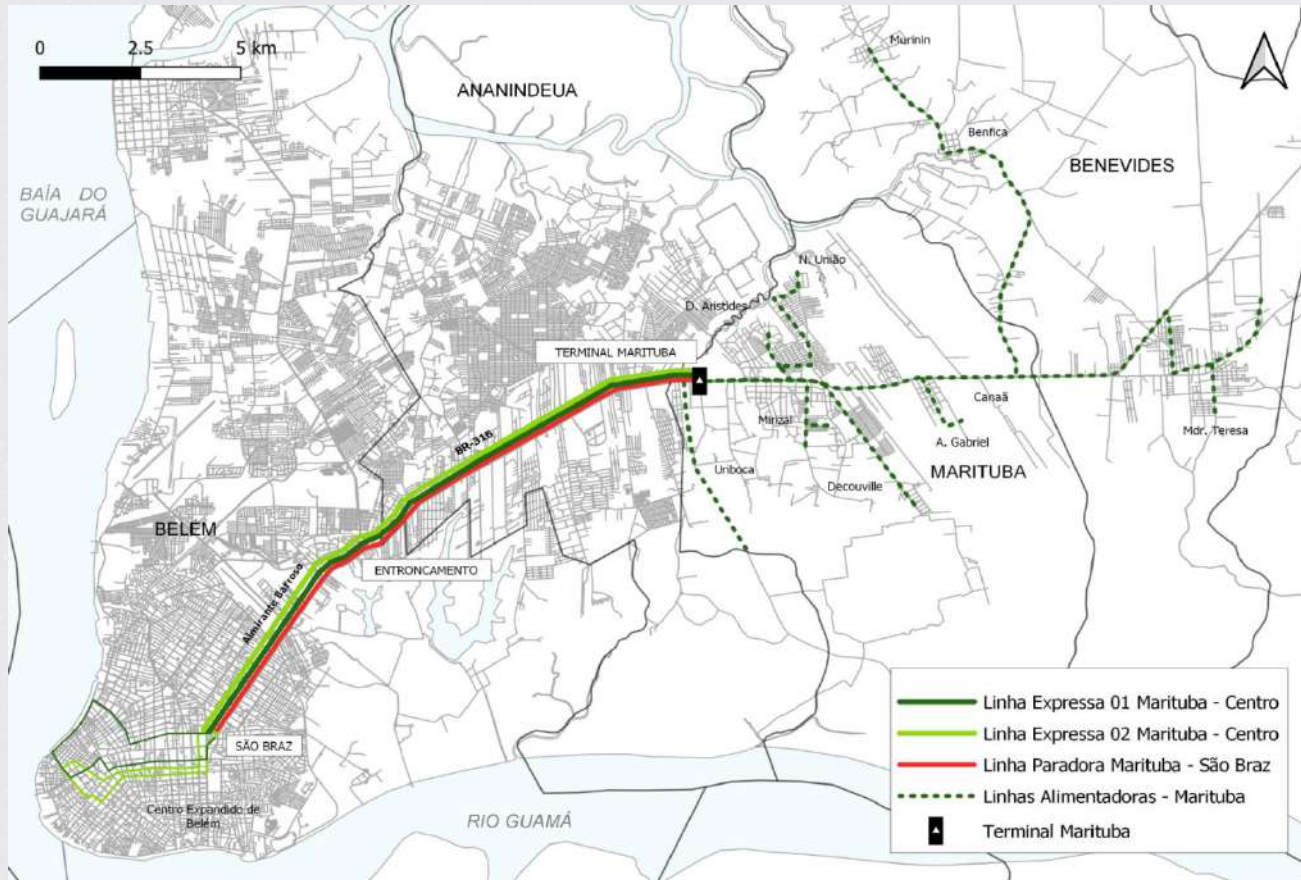 0 2.5 5 km
Murinin
ANANINDEUA
Benfica
BENEVIDES
BAÍA DO
GUAJARÁ
N. União
D. Aristides
TERMINAL MARITUBA
Canaã
Mirizal
Mdr. Teresa
BR-316
A. Gabriel
Uriboca
MARITUBA
Decouville
BELÉM
ENTRONCAMENTO
Almirante Barroso
SÃO BRAZ
Centro Expandido de
Belém
RIO GUAMÁ
Linha Expressa 01 Marituba - Centro
Linha Expressa 02 Marituba - Centro
Linha Paradora Marituba - São Braz
Linhas Alimentadoras - Marituba
Terminal Marituba